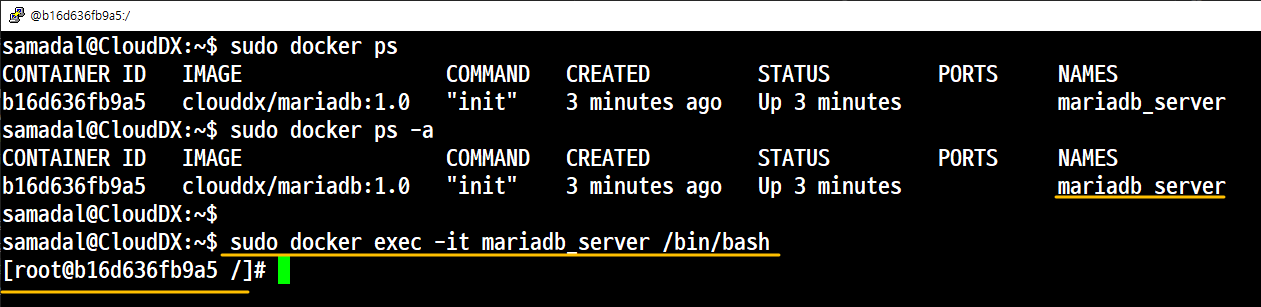 @b16d636fb9a5:/
samadal@CloudDX:~$ sudo docker ps
CONTAINER ID   IMAGE                 COMMAND   CREATED         STATUS         PORTS     NAMES
b16d636fb9a5   clouddx/mariadb:1.0   "init"    3 minutes ago   Up 3 minutes             mariadb_server
samadal@CloudDX:~$ sudo docker ps -a
CONTAINER ID   IMAGE                 COMMAND   CREATED         STATUS         PORTS     NAMES
b16d636fb9a5   clouddx/mariadb:1.0   "init"    3 minutes ago   Up 3 minutes             mariadb_server
samadal@CloudDX:~$
samadal@CloudDX:~$ sudo docker exec -it mariadb_server /bin/bash
[root@b16d636fb9a5 /]#